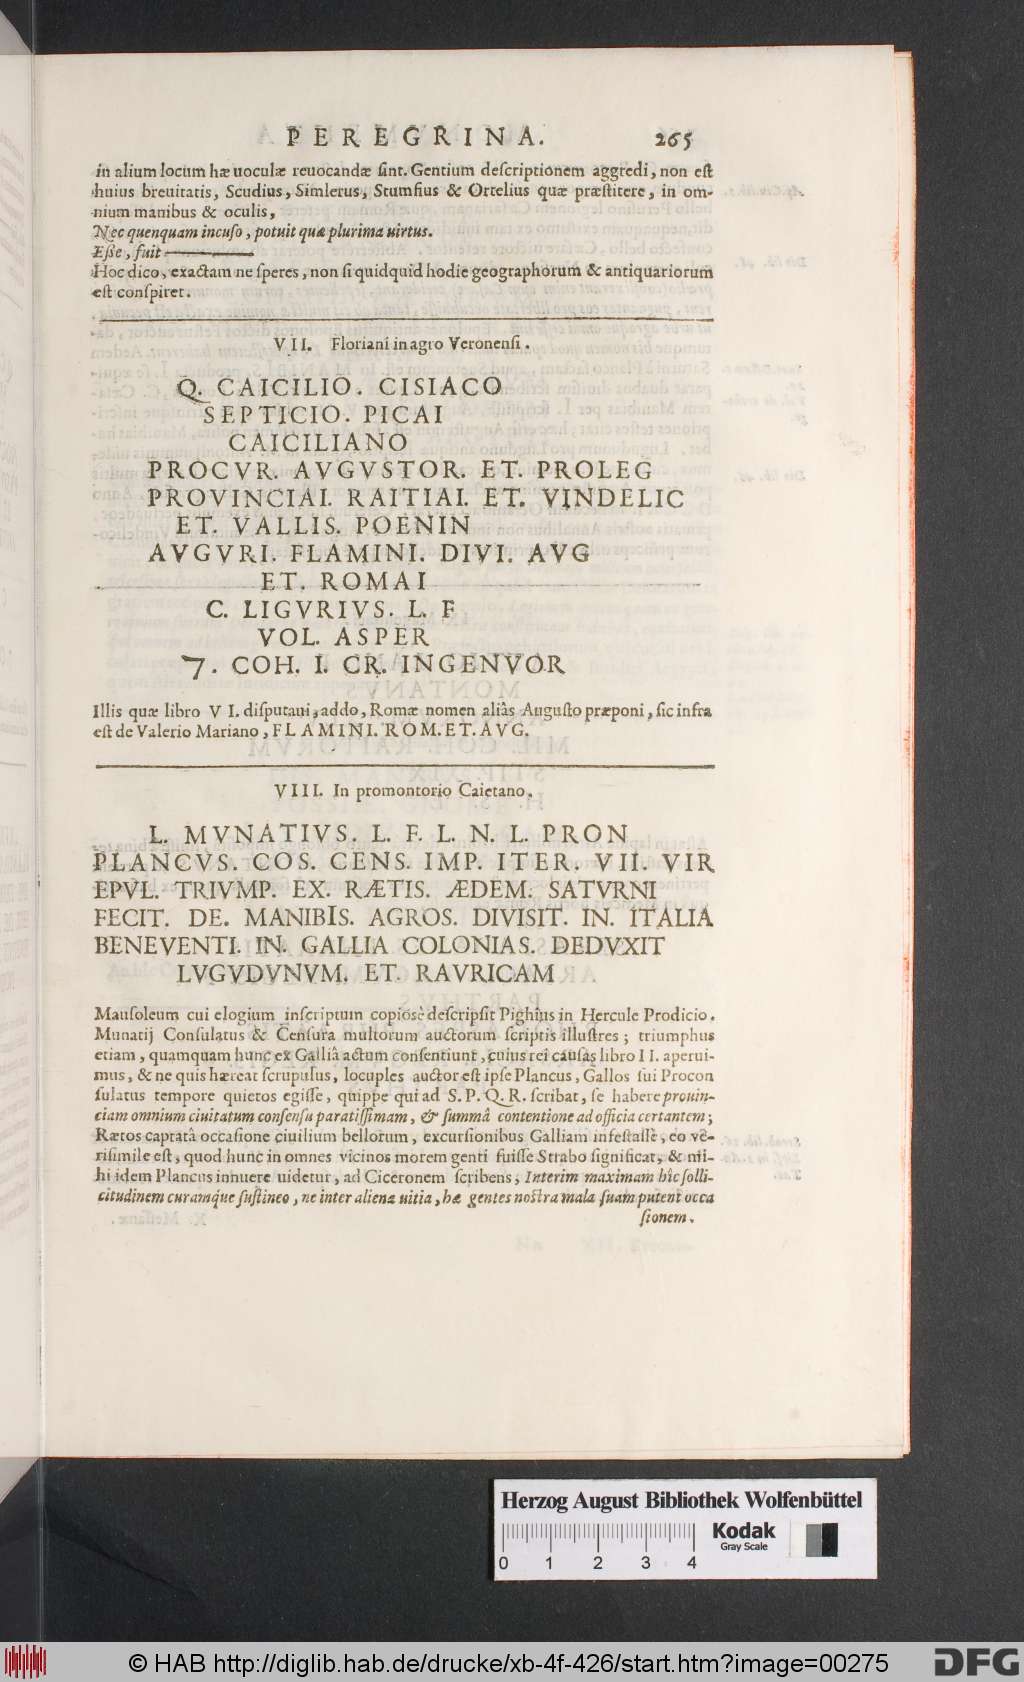 PEREGRINA. 265
in alium locum hæ uoculæ reuocandæ sint. Gentium descriptionem aggredi, non est
huius breuitatis, Scudius, Simlerus, Stumfius & Ortelius quæ præstitere, in om-
nium manibus & oculis,
Nec quenquam incuso, potuit quæ plurima uirtus.
Esse, fuit
Hoc dico, exactam ne speres, non si quidquid hodie geographorum & antiquariorum
est conspiret.
VII. Floriani in agro Veronensi.
Q. CAICILIO. CISIACO
SEPTICIO. PICAI
CAICILIANO
PROCVR. AVGVSTOR. ET. PROLEG
PROVINCIAI. RAITIAI. ET. VINDELIC
ET. VALLIS. POENIN
AVGVRI. FLAMINI. DIVI. AVG
ET. ROMAI
C. LIGVRIVS. L. F
VOL. ASPER
7. COH. I. CR. INGENVOR
Illis quæ libro VI. disputaui, addo, Romæ nomen aliàs Augusto præponi, sic infra
est de Valerio Mariano, FLAMINI. ROM. ET. AVG.
VIII. In promontorio Caietano.
L. MVNATIVS. L. F. L. N. L. PRON
PLANCVS. COS. CENS. IMP. ITER. VII. VIR
EPVL. TRIVMP. EX. RÆTIS. ÆDEM. SATVRNI
FECIT. DE. MANIBIS. AGROS. DIVISIT. IN. ITALIA
BENEVENTI. IN. GALLIA COLONIAS. DEDVXIT
LVGVDVNVM. ET. RAVRICAM
Mausoleum cui elogium inscriptum copiosè descripsit Pighius in Hercule Prodicio.
Munatij Consulatus & Censura multorum auctorum scriptis illustres; triumphus
etiam, quamquam hunc ex Galliâ actum consentiunt, cuius rei causas libro II. aperui-
mus, & ne quis hæreat scrupulus, locuples auctor est ipse Plancus, Gallos sui Procon
sulatus tempore quietos egisse, quippe qui ad S. P. Q. R. scribat, se habere prouin-
ciam omnium ciuitatum consensu paratissimam, & summâ contentione ad officia certantem;
Rætos captatâ occasione ciuilium bellorum, excursionibus Galliam infestasse, eo ve-
risimile est, quod hunc in omnes vicinos morem genti fuisse Strabo significat, & mi-
hi idem Plancus innuere uidetur, ad Ciceronem scribens, Interim maximam hîc solli-
citudinem curamque sustineo, ne inter aliena uitia, hæ gentes nostra mala suam putent occa
sionem.
Herzog August Bibliothek Wolfenbüttel
Kodak
Gray Scale
0 1 2 3 4
© HAB http://diglib.hab.de/drucke/xb-4f-426/start.htm?image=00275
DFG